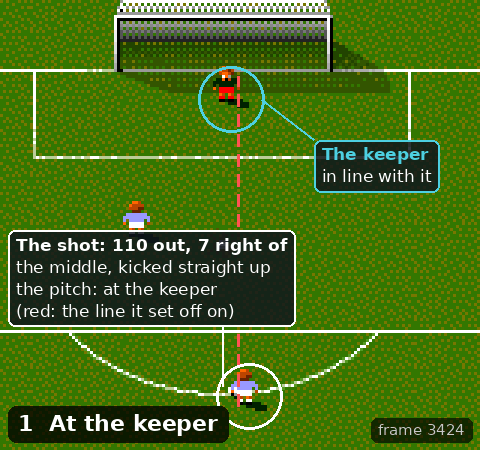 The keeper
in line with it
The shot: 110 out, 7 right of
the middle, kicked straight up
the pitch: at the keeper
(red: the line it set off on)
1 At the keeper
frame 3424